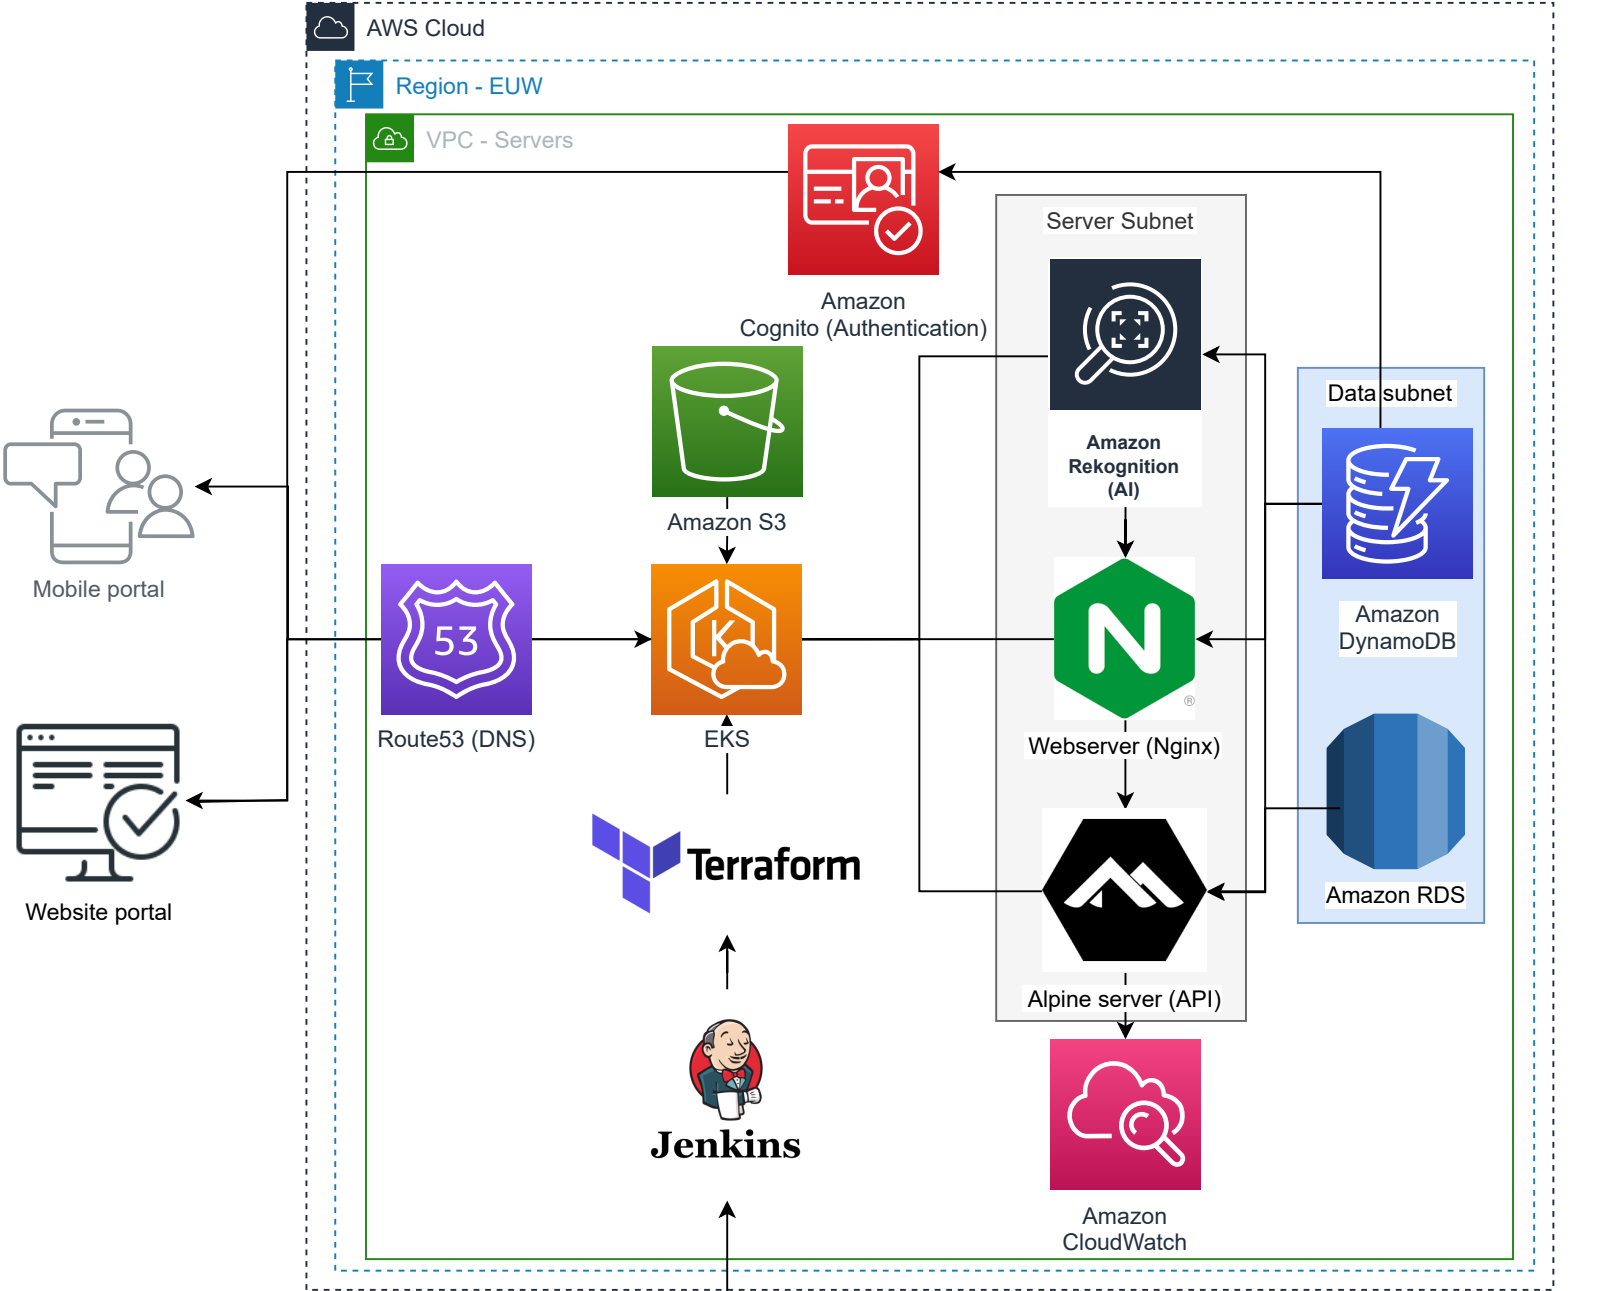 AWS Cloud
Region - EUW
VPC - Servers
Server Subnet
Amazon
Cognito (Authentication)
Data subnet
Amazon
Rekognition
(AI)
Amazon S3
Mobile portal
53
K
N
®
Amazon
DynamoDB
Route53 (DNS)
EKS
Webserver (Nginx)
Terraform
Amazon RDS
Website portal
Alpine server (API)
Jenkins
Amazon
CloudWatch